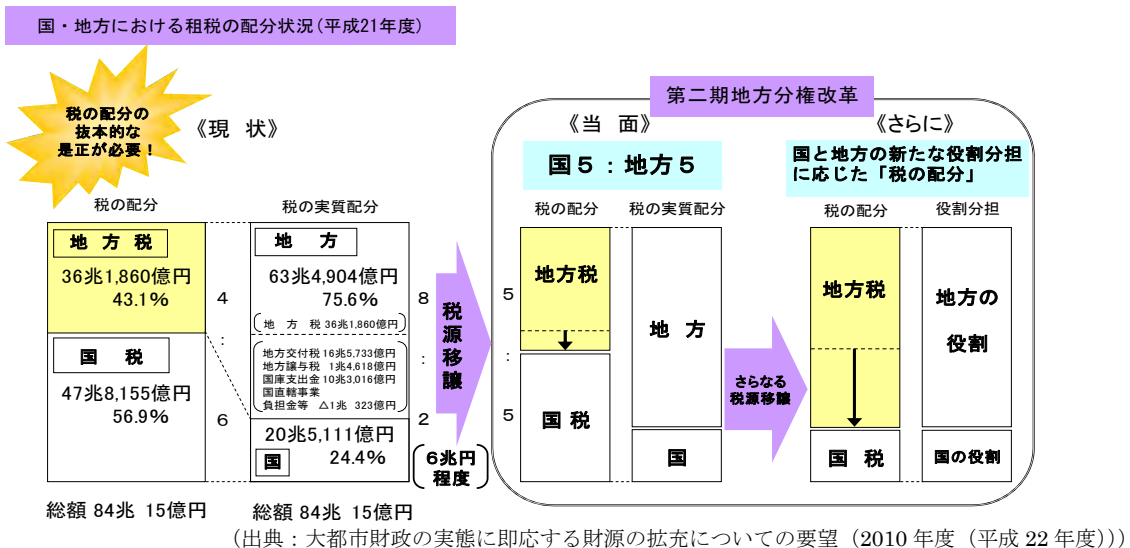 国・地方における租税の配分状況(平成21年度)
税の配分の
抜本的な
是正が必要！
《現 状》
税の配分
税の実質配分
地方税
36兆1,860億円
43.1%
国税
47兆8,155億円
56.9%
総額 84兆 15億円
4
:
6
地方
63兆4,904億円
75.6%
地方税 36兆1,860億円
地方交付税 16兆5,733億円
地方譲与税 1兆4,618億円
国庫支出金 10兆3,016億円
国直轄事業
負担金等 △1兆 323億円
20兆5,111億円
国 24.4%
総額 84兆 15億円
8
:
2
税源移譲
6兆円
程度
第二期地方分権改革
《当 面》
国5：地方5
税の配分
税の実質配分
5
:
5
地方税
国税
地方
国
さらなる
税源移譲
《さらに》
国と地方の新たな役割分担
に応じた「税の配分」
税の配分
役割分担
地方税
国税
地方の
役割
国の役割
(出典：大都市財政の実態に即応する財源の拡充についての要望（2010 年度（平成 22 年度）))